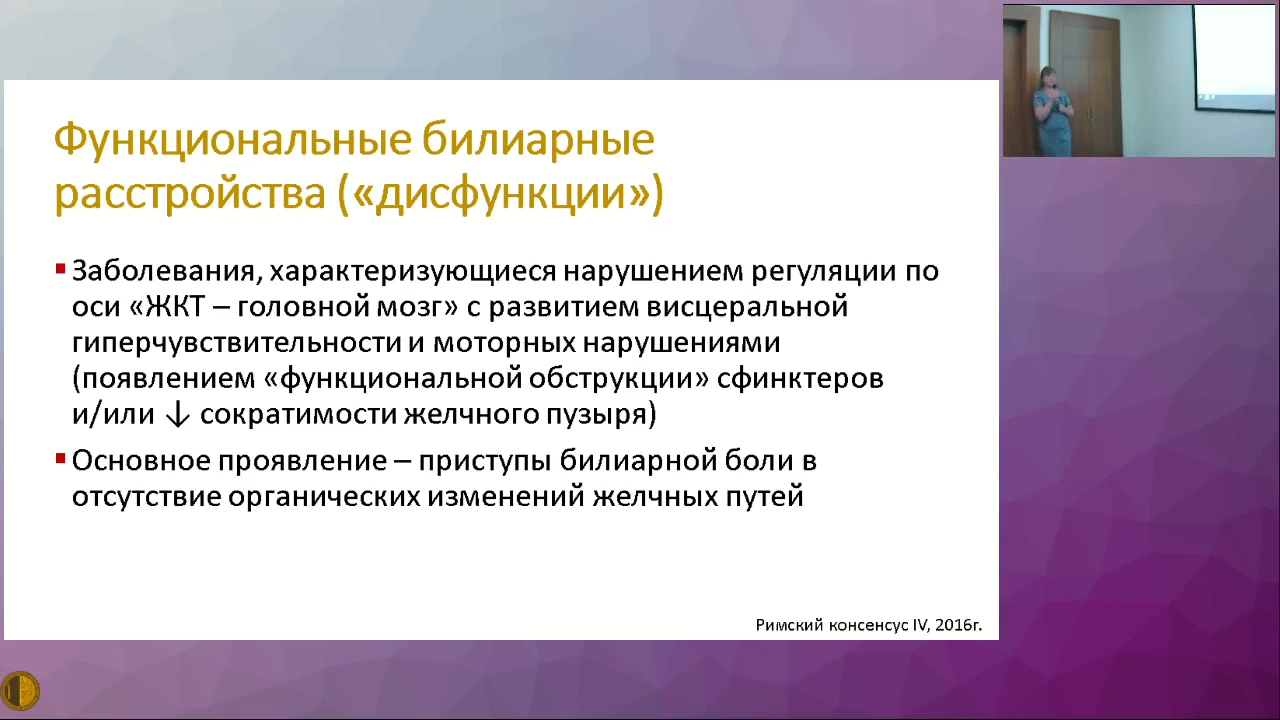 Функциональные билиарные
расстройства («дисфункции»)
Заболевания, характеризующиеся нарушением регуляции по
оси «ЖКТ – головной мозг» с развитием висцеральной
гиперчувствительности и моторных нарушениями
(появлением «функциональной обструкции» сфинктеров
и/или ↓ сократимости желчного пузыря)
Основное проявление – приступы билиарной боли в
отсутствие органических изменений желчных путей
Римский консенсус IV, 2016г.